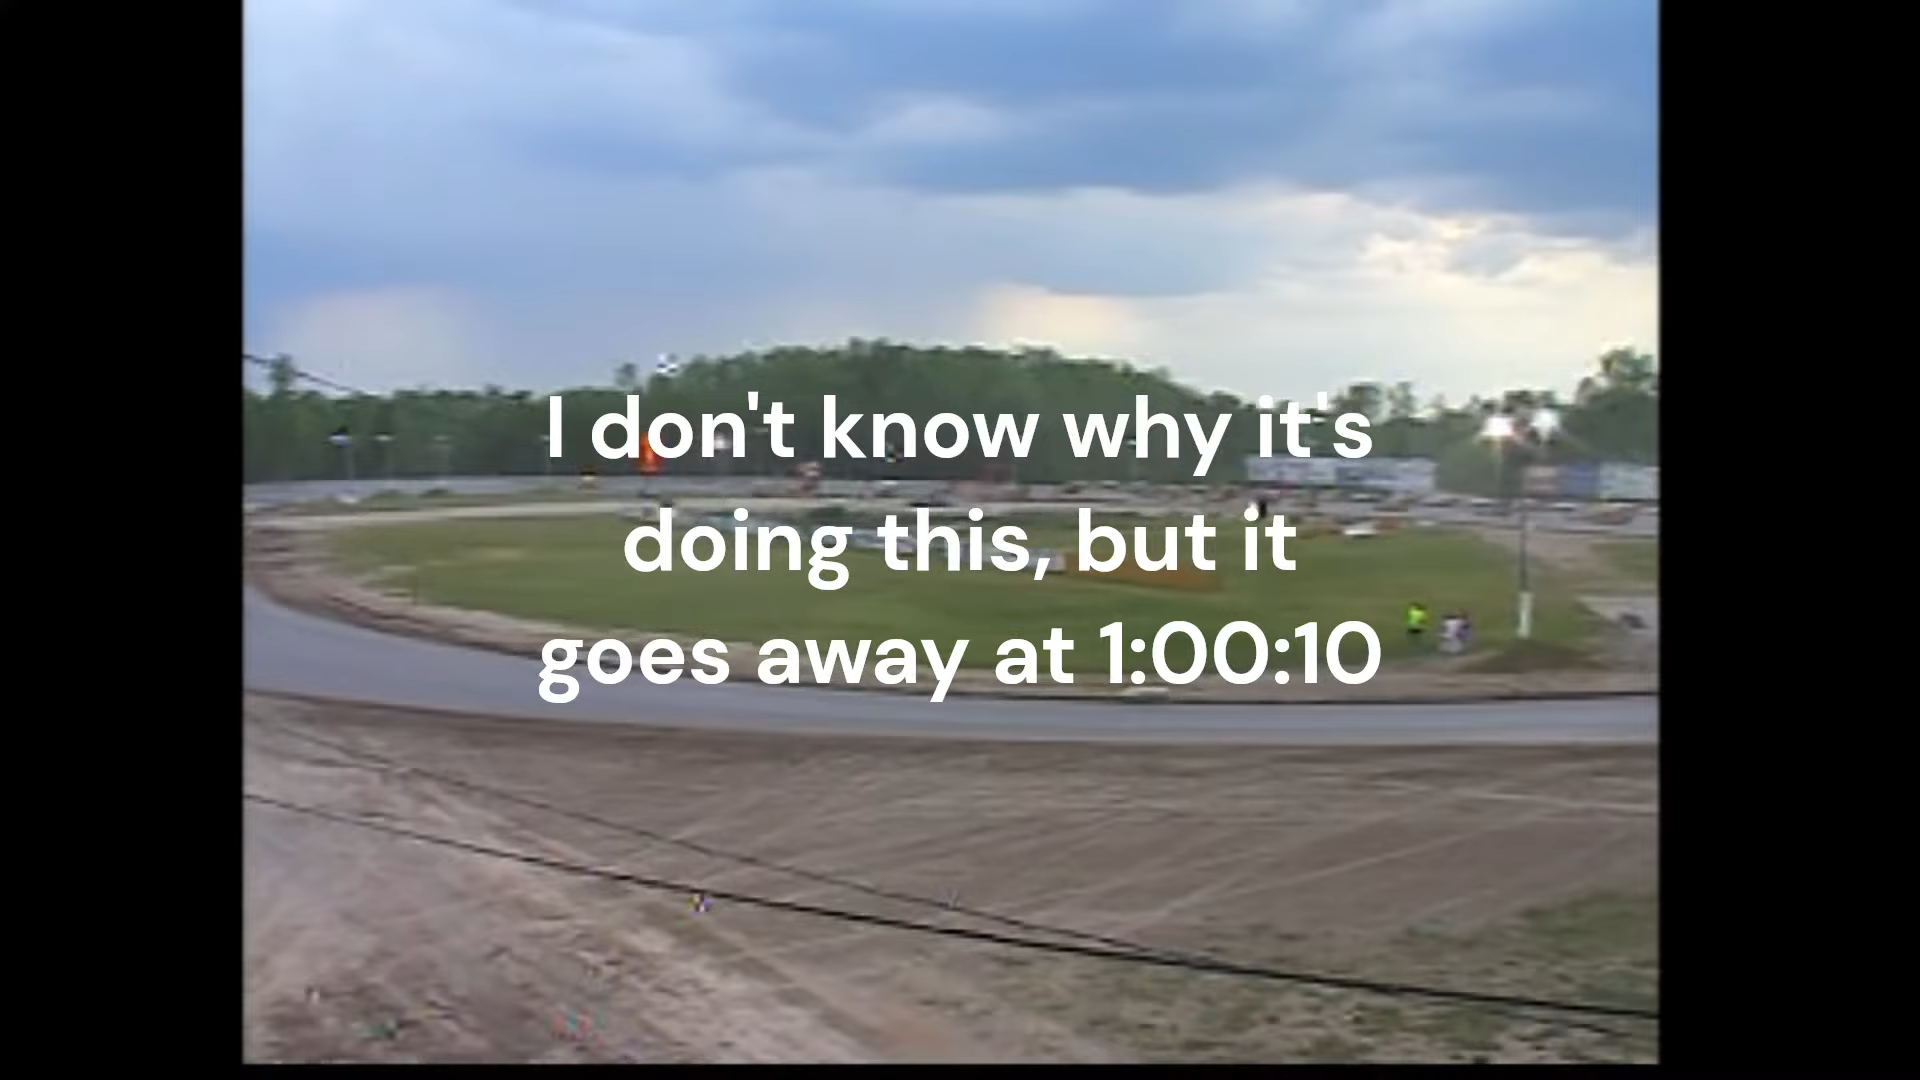 I don't know why it's
doing this, but it
goes away at 1:00:10